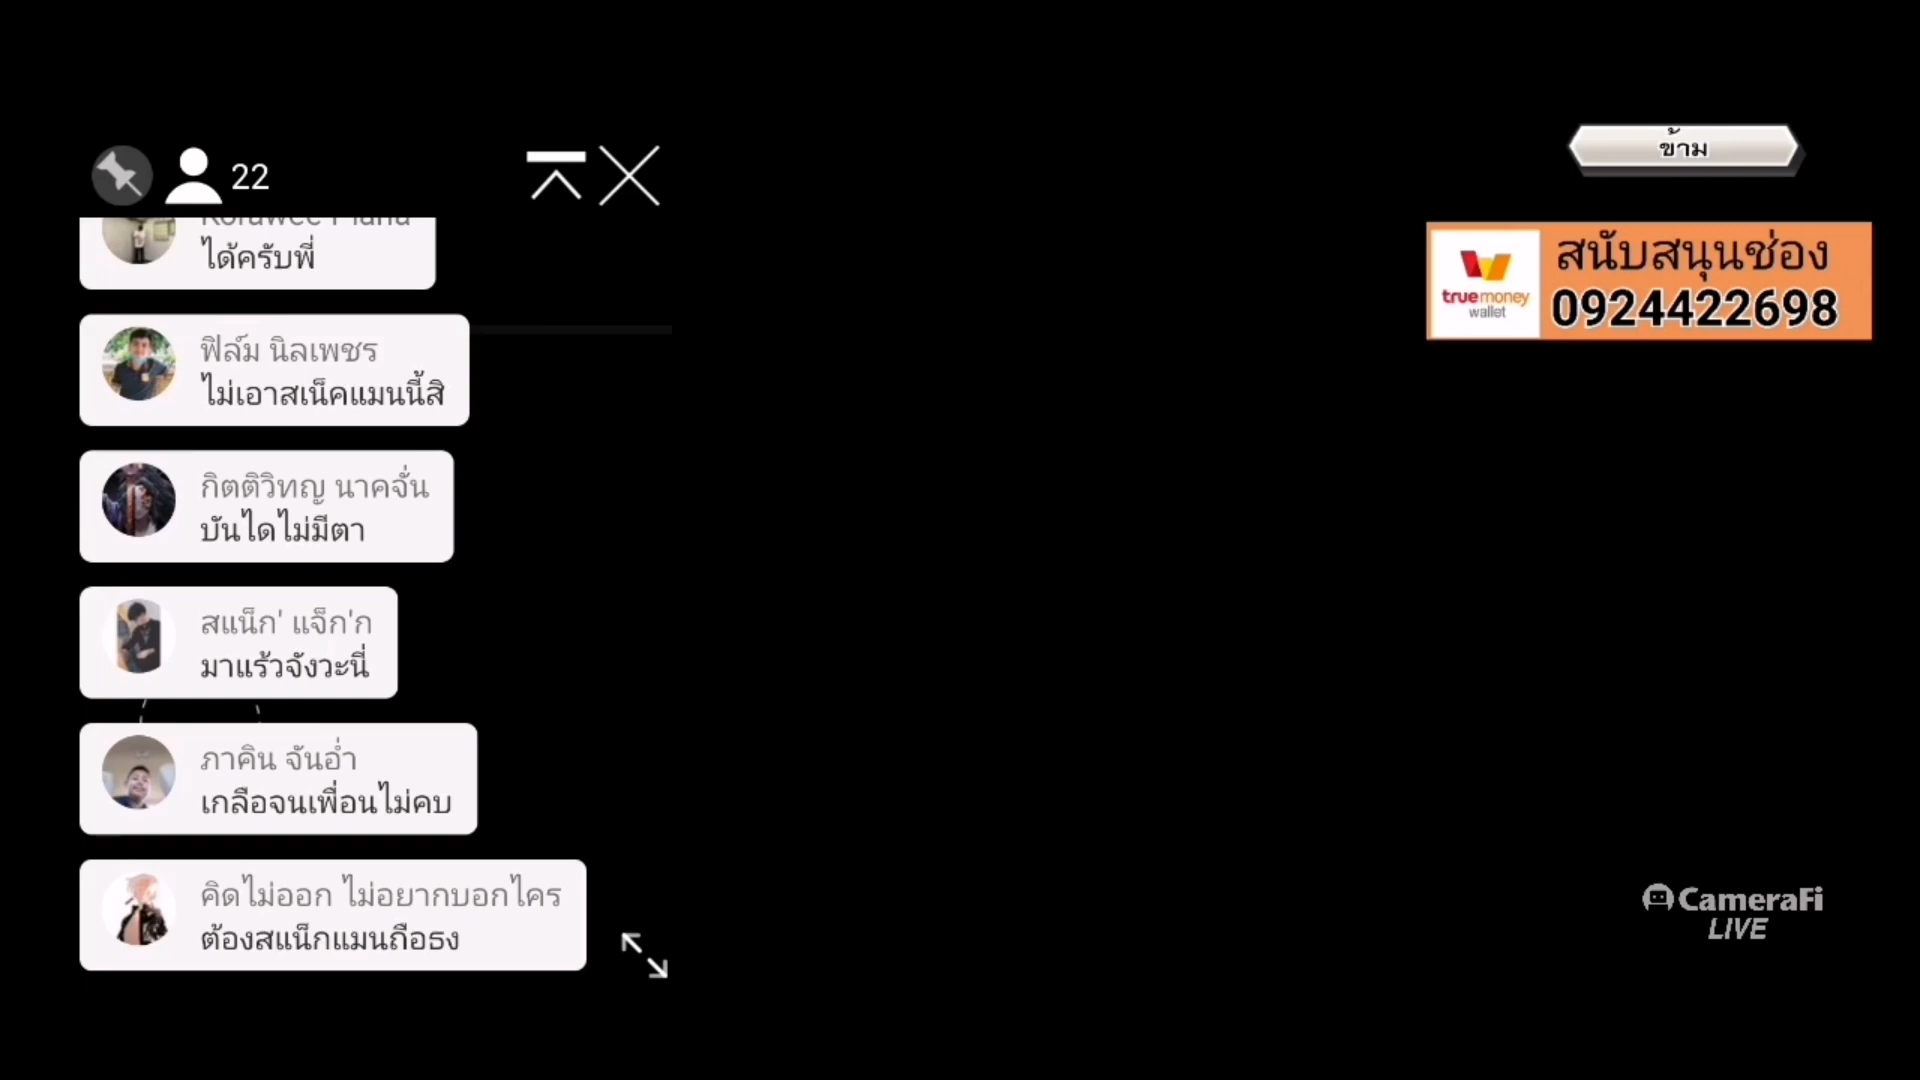 22
ได้ครับพี่
ฟิล์ม นิลเพชร
ไม่เอาสเน็คแมนนี้สิ
กิตติวิทญ นาคจั่น
บันไดไม่มีตา
สแน็ก' แจ็ก'ก
มาแร้วจังวะนี่
ภาคิน จันอ่ำ
เกลือจนเพื่อนไม่คบ
คิดไม่ออก ไม่อยากบอกไคร
ต้องสแน็กแมนถือธง
ข้าม
สนับสนุนช่อง
truemoney
wallet
0924422698
CameraFi
LIVE